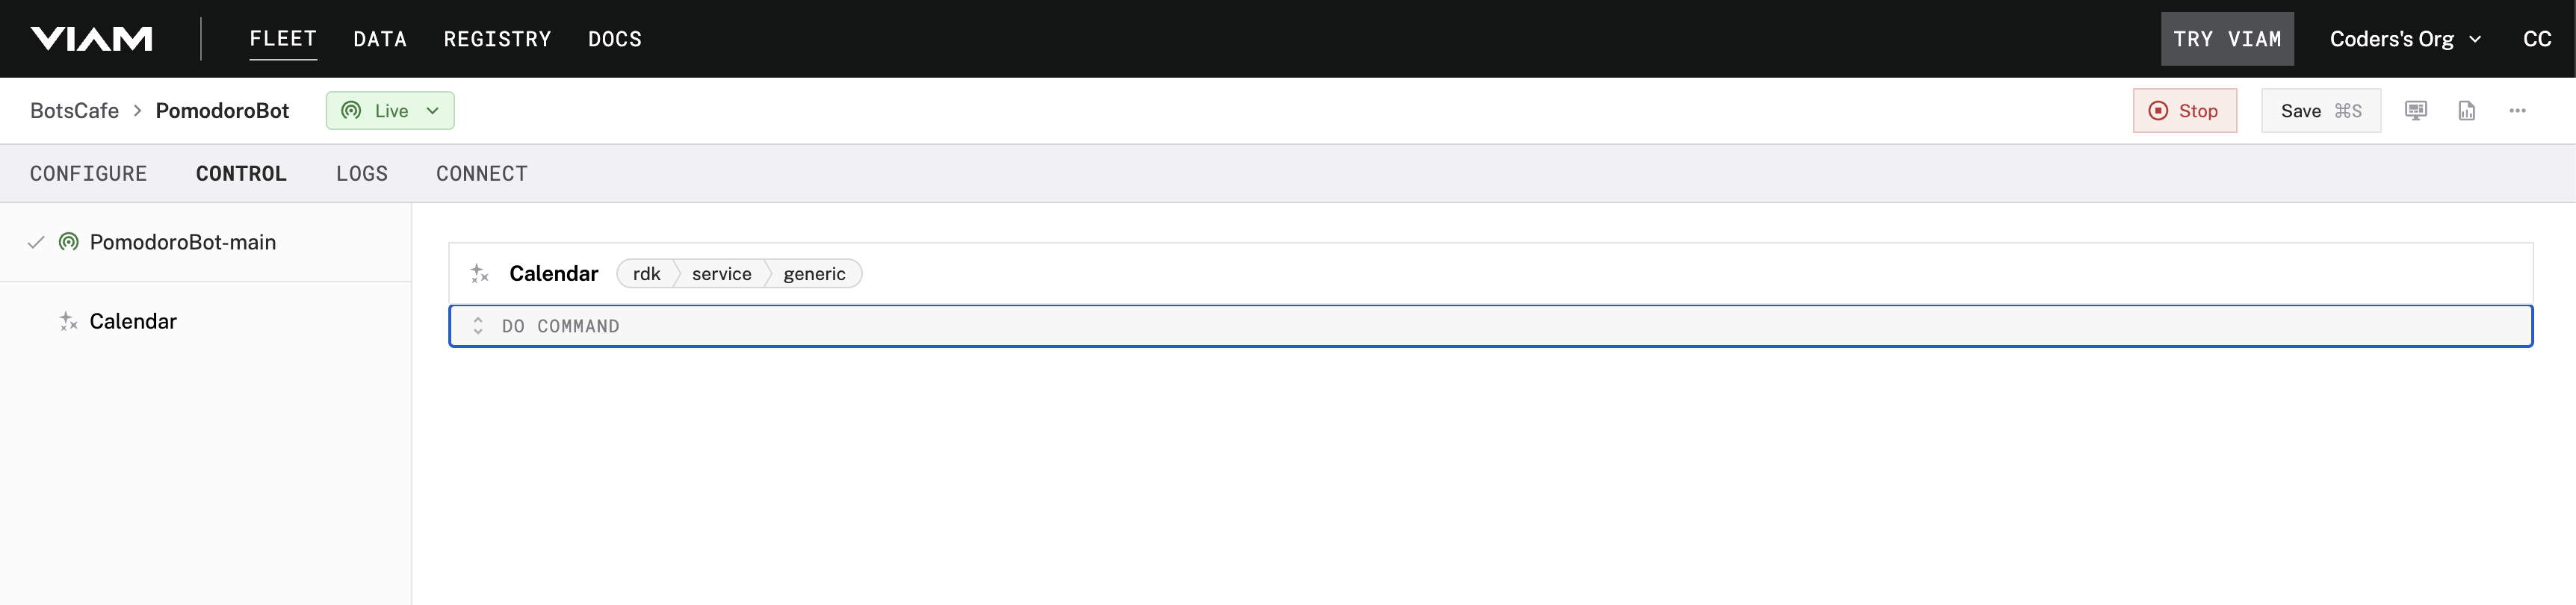 VIAM FLEET DATA REGISTRY DOCS TRY VIAM Coders's Org CC
BotsCafe > PomodoroBot Live Stop Save ⌘S
CONFIGURE CONTROL LOGS CONNECT
PomodoroBot-main
Calendar
Calendar rdk service generic
DO COMMAND